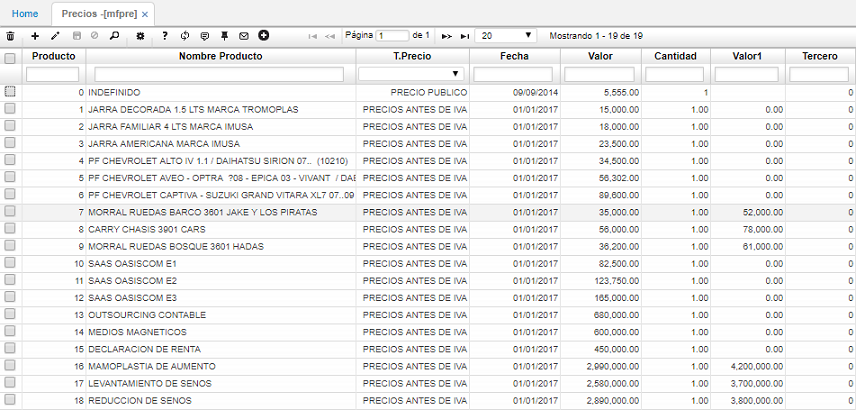 Home Precios -[mfpre] ×
Página 1 de 1 20 Mostrando 1 - 19 de 19
Producto Nombre Producto T.Precio Fecha Valor Cantidad Valor1 Tercero
0 INDEFINIDO PRECIO PUBLICO 09/09/2014 5,555.00 1 0
1 JARRA DECORADA 1.5 LTS MARCA TROMOPLAS PRECIOS ANTES DE IVA 01/01/2017 15,000.00 1.00 0.00 0
2 JARRA FAMILIAR 4 LTS MARCA IMUSA PRECIOS ANTES DE IVA 01/01/2017 18,000.00 1.00 0.00 0
3 JARRA AMERICANA MARCA IMUSA PRECIOS ANTES DE IVA 01/01/2017 23,500.00 1.00 0.00 0
4 PF CHEVROLET ALTO IV 1.1 / DAIHATSU SIRION 07.. (10210) PRECIOS ANTES DE IVA 01/01/2017 34,500.00 1.00 0.00 0
5 PF CHEVROLET AVEO - OPTRA ?08 - EPICA 03 - VIVANT / DAE PRECIOS ANTES DE IVA 01/01/2017 56,302.00 1.00 0.00 0
6 PF CHEVROLET CAPTIVA - SUZUKI GRAND VITARA XL7 07..09 PRECIOS ANTES DE IVA 01/01/2017 89,600.00 1.00 0.00 0
7 MORRAL RUEDAS BARCO 3601 JAKE Y LOS PIRATAS PRECIOS ANTES DE IVA 01/01/2017 35,000.00 1.00 52,000.00 0
8 CARRY CHASIS 3901 CARS PRECIOS ANTES DE IVA 01/01/2017 56,000.00 1.00 78,000.00 0
9 MORRAL RUEDAS BOSQUE 3601 HADAS PRECIOS ANTES DE IVA 01/01/2017 36,200.00 1.00 61,000.00 0
10 SAAS OASISCOM E1 PRECIOS ANTES DE IVA 01/01/2017 82,500.00 1.00 0.00 0
11 SAAS OASISCOM E2 PRECIOS ANTES DE IVA 01/01/2017 123,750.00 1.00 0.00 0
12 SAAS OASISCOM E3 PRECIOS ANTES DE IVA 01/01/2017 165,000.00 1.00 0.00 0
13 OUTSOURCING CONTABLE PRECIOS ANTES DE IVA 01/01/2017 680,000.00 1.00 0.00 0
14 MEDIOS MAGNETICOS PRECIOS ANTES DE IVA 01/01/2017 600,000.00 1.00 0.00 0
15 DECLARACION DE RENTA PRECIOS ANTES DE IVA 01/01/2017 450,000.00 1.00 0.00 0
16 MAMOPLASTIA DE AUMENTO PRECIOS ANTES DE IVA 01/01/2017 2,990,000.00 1.00 4,200,000.00 0
17 LEVANTAMIENTO DE SENOS PRECIOS ANTES DE IVA 01/01/2017 2,580,000.00 1.00 3,700,000.00 0
18 REDUCCION DE SENOS PRECIOS ANTES DE IVA 01/01/2017 2,890,000.00 1.00 3,800,000.00 0